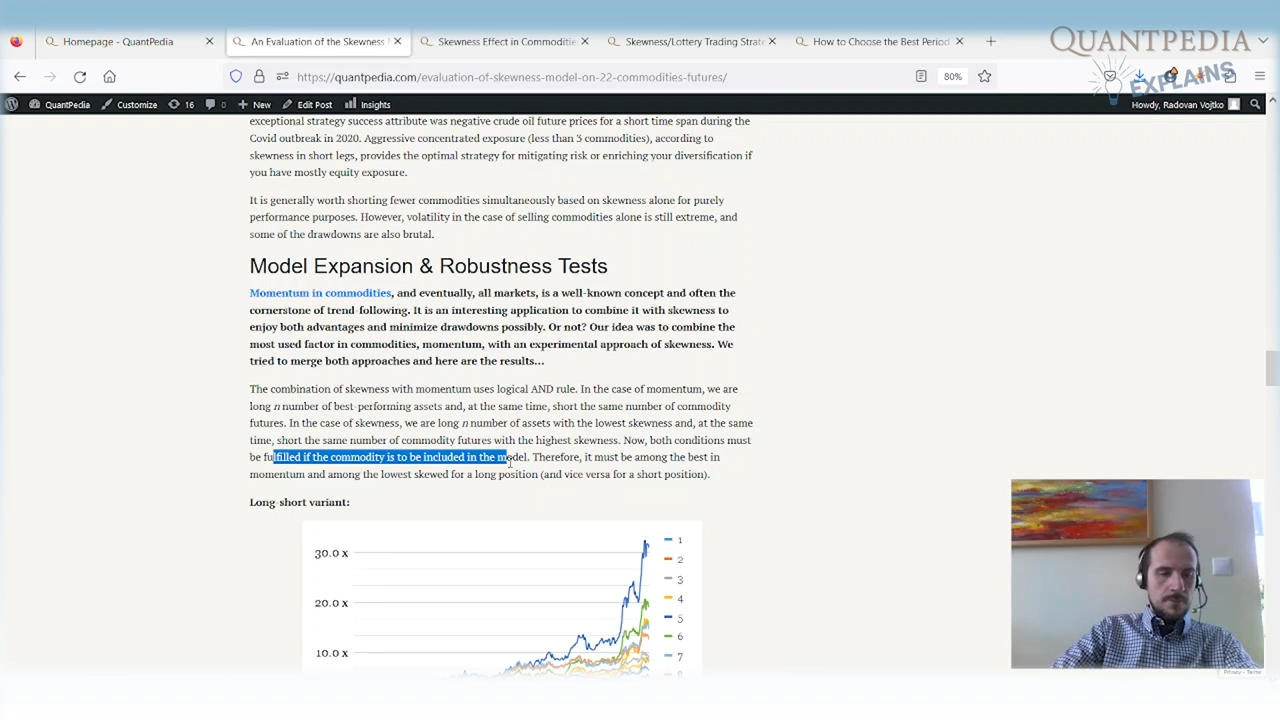 QUANTPEDIA
EXPLAINS
Homepage - QuantPedia
An Evaluation of the Skewness
Skewness Effect in Commoditie
Skewness/Lottery Trading Strate
How to Choose the Best Period
https://quantpedia.com/evaluation-of-skewness-model-on-22-commodities-futures/
80%
QuantPedia
Customize
16
0
New
Edit Post
Insights
Howdy, Radovan Vojtko
exceptional strategy success attribute was negative crude oil future prices for a short time span during the
Covid outbreak in 2020. Aggressive concentrated exposure (less than 3 commodities), according to
skewness in short legs, provides the optimal strategy for mitigating risk or enriching your diversification if
you have mostly equity exposure.
It is generally worth shorting fewer commodities simultaneously based on skewness alone for purely
performance purposes. However, volatility in the case of selling commodities alone is still extreme, and
some of the drawdowns are also brutal.
Model Expansion & Robustness Tests
Momentum in commodities, and eventually, all markets, is a well-known concept and often the
cornerstone of trend-following. It is an interesting application to combine it with skewness to
enjoy both advantages and minimize drawdowns possibly. Or not? Our idea was to combine the
most used factor in commodities, momentum, with an experimental approach of skewness. We
tried to merge both approaches and here are the results…
The combination of skewness with momentum uses logical AND rule. In the case of momentum, we are
long n number of best-performing assets and, at the same time, short the same number of commodity
futures. In the case of skewness, we are long n number of assets with the lowest skewness and, at the same
time, short the same number of commodity futures with the highest skewness. Now, both conditions must
be fulfilled if the commodity is to be included in the model. Therefore, it must be among the best in
momentum and among the lowest skewed for a long position (and vice versa for a short position).
Long-short variant:
30.0 x
20.0 x
10.0 x
1
2
3
4
5
6
7
Privacy - Terms